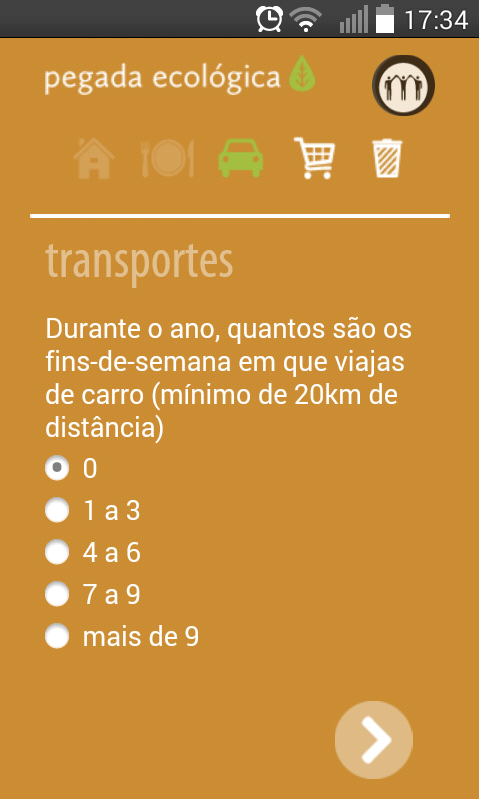 17:34
pegada ecológica
transportes
Durante o ano, quantos são os
fins-de-semana em que viajas
de carro (mínimo de 20km de
distância)
0
1 a 3
4 a 6
7 a 9
mais de 9